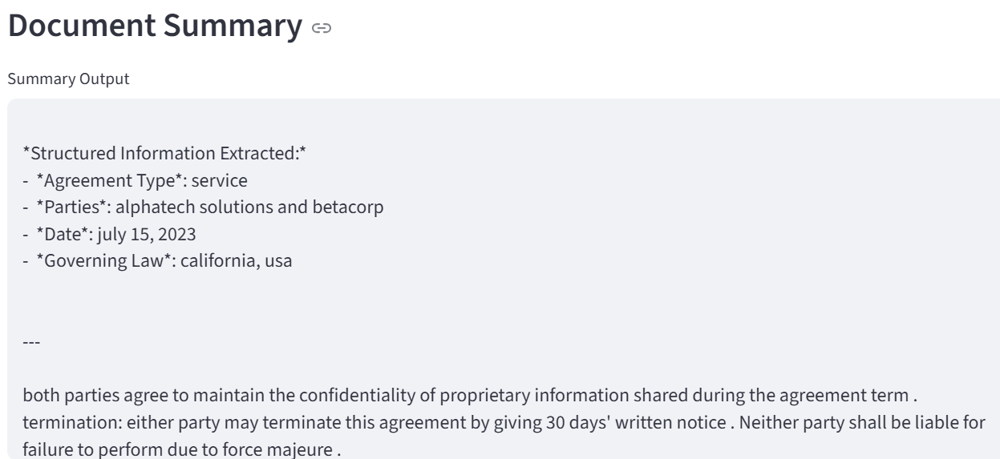 Document Summary
Summary Output
*Structured Information Extracted:*
- *Agreement Type*: service
- *Parties*: alphatech solutions and betacorp
- *Date*: july 15, 2023
- *Governing Law*: california, usa
---
both parties agree to maintain the confidentiality of proprietary information shared during the agreement term .
termination: either party may terminate this agreement by giving 30 days' written notice . Neither party shall be liable for
failure to perform due to force majeure .